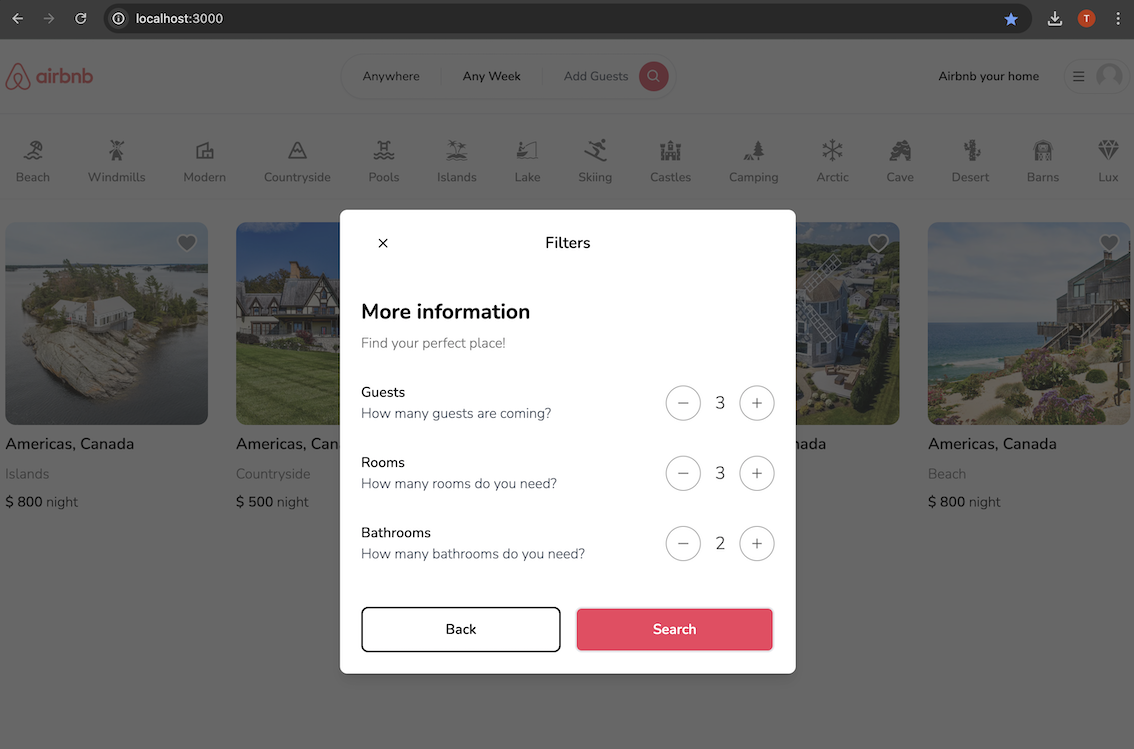 localhost:3000
T
airbnb
Anywhere
Any Week
Add Guests
Airbnb your home
Beach
Windmills
Modern
Countryside
Pools
Islands
Lake
Skiing
Castles
Camping
Arctic
Cave
Desert
Barns
Lux
Filters
More information
Find your perfect place!
Guests
How many guests are coming?
3
Rooms
How many rooms do you need?
3
Bathrooms
How many bathrooms do you need?
2
Back
Search
Americas, Canada
Islands
$ 800 night
Americas, Can
Countryside
$ 500 night
nada
Americas, Canada
Beach
$ 800 night